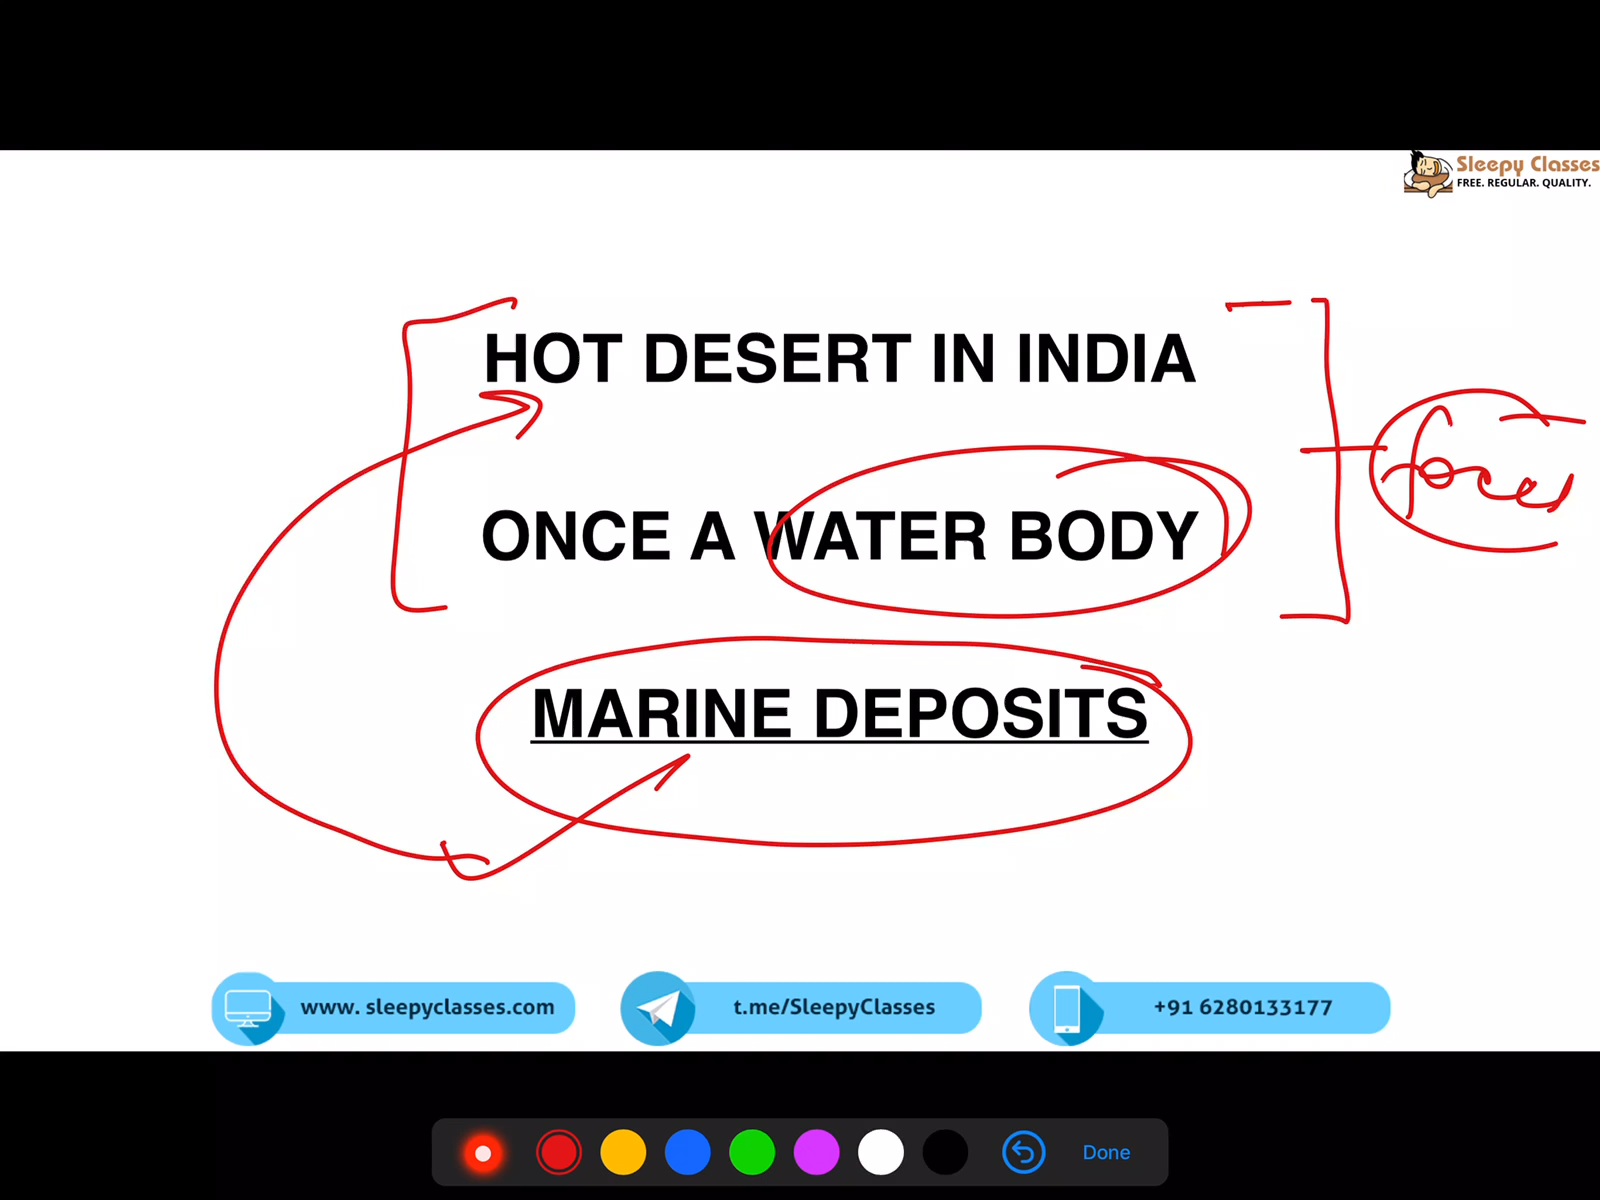 Sleepy Classes
FREE. REGULAR. QUALITY.
HOT DESERT IN INDIA
ONCE A WATER BODY
focus
MARINE DEPOSITS
www. sleepyclasses.com
t.me/SleepyClasses
+91 6280133177
Done